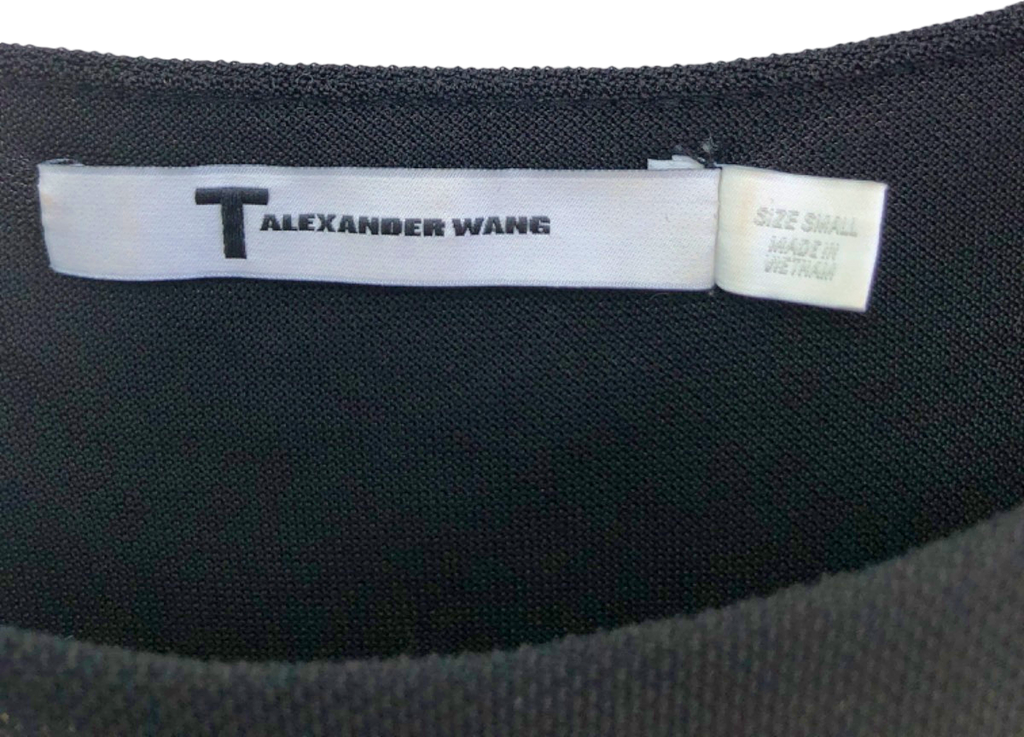 T ALEXANDER WANG
SIZE SMALL
MADE IN
VIETNAM